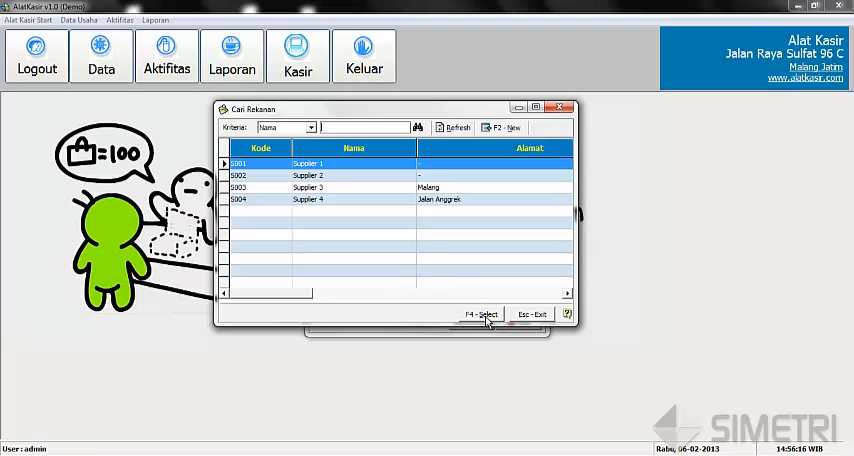 AlatKasir v1.0 (Demo)
Alat Kasir Start Data Usaha Aktifitas Laporan
Logout Data Aktifitas Laporan Kasir Keluar
Alat Kasir
Jalan Raya Sulfat 96 C
Malang Jatim
www.alatkasir.com
Cari Rekanan
Kriteria: Nama Refresh F2 - New
Kode Nama Alamat
S001 Supplier 1 -
S002 Supplier 2 -
S003 Supplier 3 Malang
S004 Supplier 4 Jalan Anggrek
=100
F4 - Select Esc - Exit
SIMETRI
User : admin Rabu, 06-02-2013 14:56:16 WIB